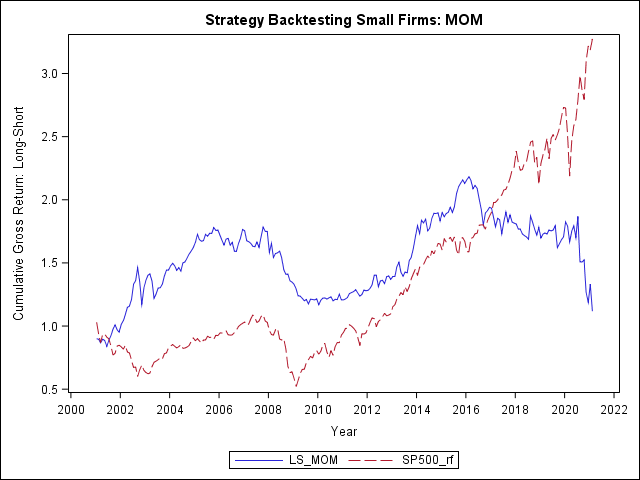 Strategy Backtesting Small Firms: MOM
Cumulative Gross Return: Long-Short
3.0
2.5
2.0
1.5
1.0
0.5
2000 2002 2004 2006 2008 2010 2012 2014 2016 2018 2020 2022
Year
LS_MOM SP500_rf